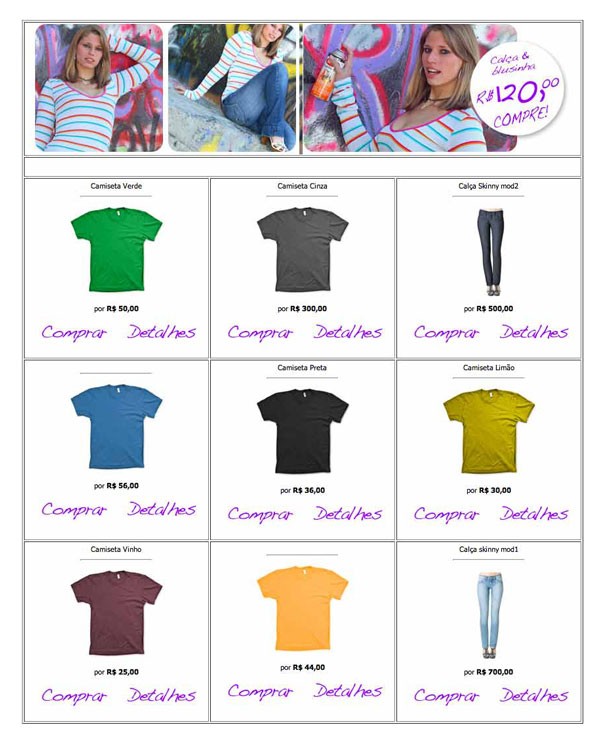 Calça &
blusinha
R$120,00
COMPRE!
Camiseta Verde
por R$ 50,00
Comprar Detalhes
Camiseta Cinza
por R$ 300,00
Comprar Detalhes
Calça Skinny mod2
por R$ 500,00
Comprar Detalhes
por R$ 56,00
Comprar Detalhes
Camiseta Preta
por R$ 36,00
Comprar Detalhes
Camiseta Limão
por R$ 30,00
Comprar Detalhes
Camiseta Vinho
por R$ 25,00
Comprar Detalhes
por R$ 44,00
Comprar Detalhes
Calça skinny mod1
por R$ 700,00
Comprar Detalhes